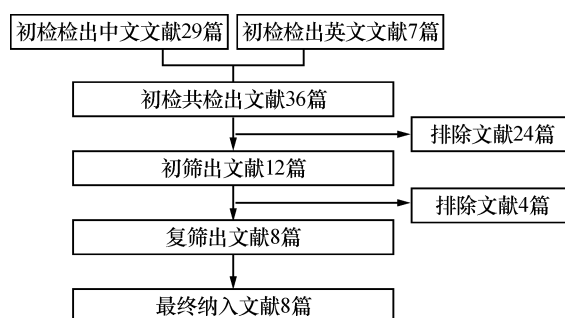 初检检出中文文献29篇
初检检出英文文献7篇
初检共检出文献36篇
排除文献24篇
初筛出文献12篇
排除文献4篇
复筛出文献8篇
最终纳入文献8篇